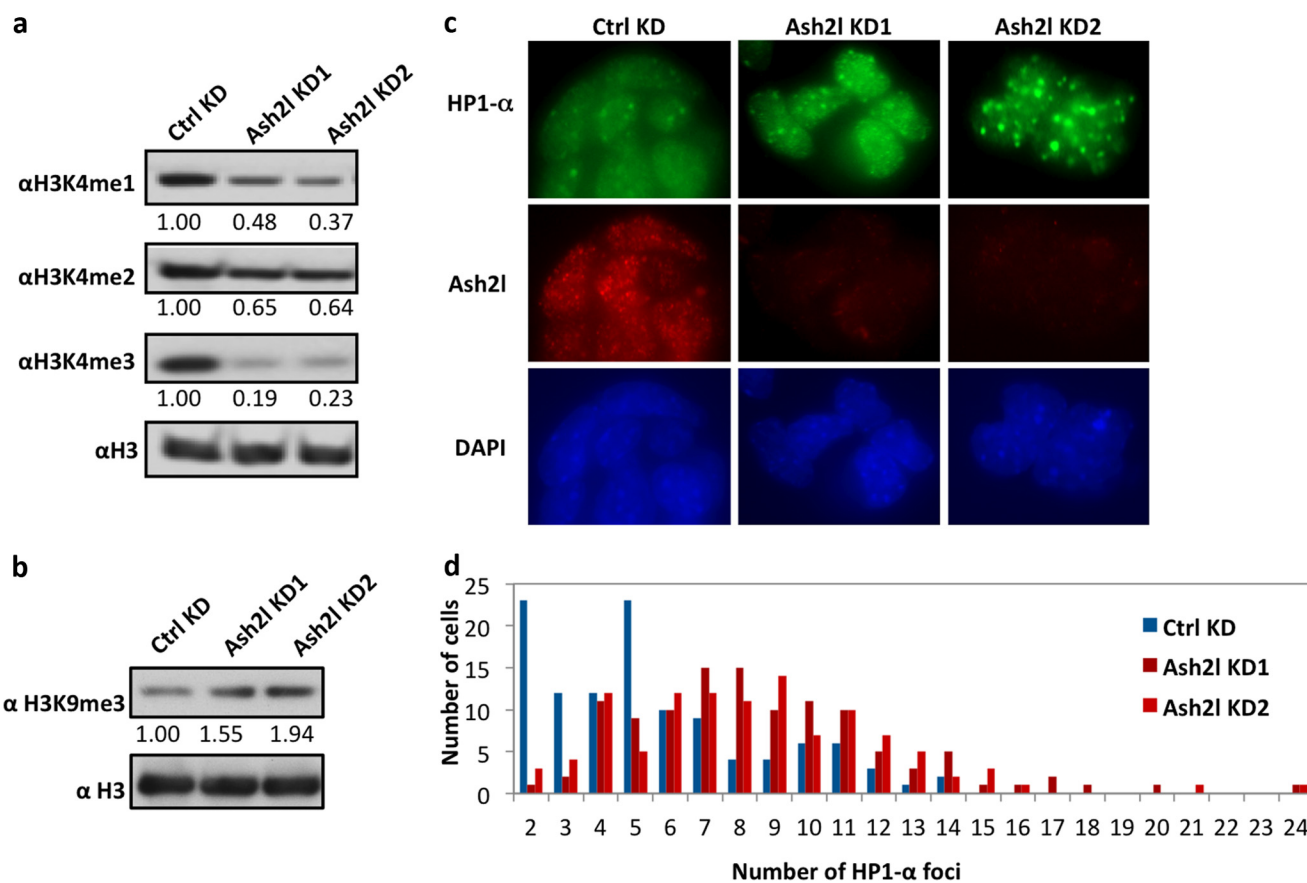 a
Ctrl KD
Ash2l KD1
Ash2l KD2
αH3K4me1
1.00 0.48 0.37
αH3K4me2
1.00 0.65 0.64
αH3K4me3
1.00 0.19 0.23
αH3
b
Ctrl KD
Ash2l KD1
Ash2l KD2
α H3K9me3
1.00 1.55 1.94
α H3
c
Ctrl KD Ash2l KD1 Ash2l KD2
HP1-α
Ash2l
DAPI
d
Number of cells
25
20
15
10
5
0
Ctrl KD
Ash2l KD1
Ash2l KD2
2 3 4 5 6 7 8 9 10 11 12 13 14 15 16 17 18 19 20 21 22 23 24
Number of HP1-α foci